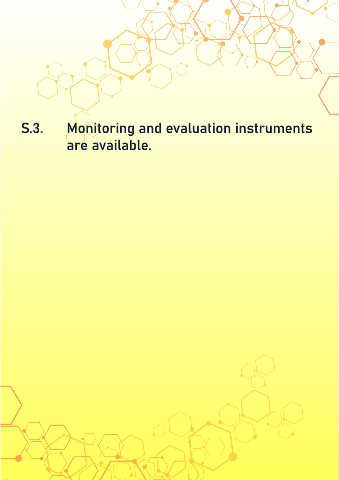 S.3. Monitoring and evaluation instruments
are available.